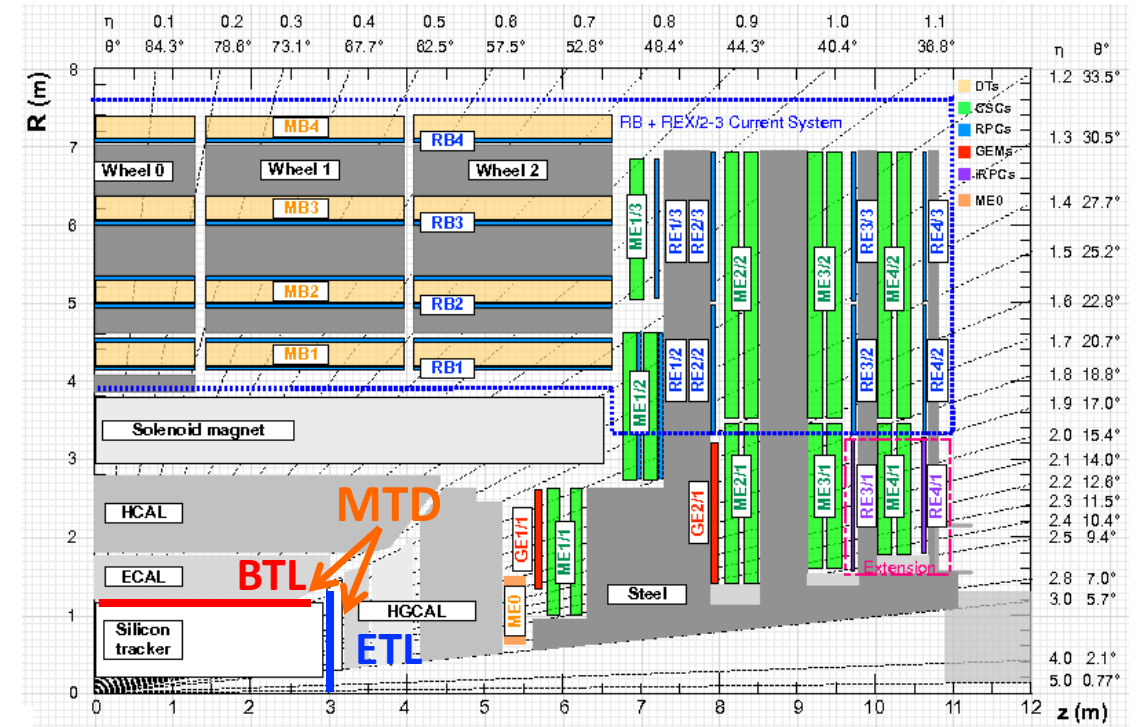 η 0.1 0.2 0.3 0.4 0.5 0.6 0.7 0.8 0.9 1.0 1.1
θ° 84.3° 78.6° 73.1° 67.7° 62.5° 57.5° 52.8° 48.4° 44.3° 40.4° 36.8° η θ°
R (m)
8
7
6
5
4
3
2
1
0
1.2 33.5°
1.3 30.5°
1.4 27.7°
1.5 25.2°
1.6 22.8°
1.7 20.7°
1.8 18.8°
1.9 17.0°
2.0 15.4°
2.1 14.0°
2.2 12.6°
2.3 11.5°
2.4 10.4°
2.5 9.4°
2.8 7.0°
3.0 5.7°
4.0 2.1°
5.0 0.77°
DTs
CSCs
RPCs
GEMs
iRPCs
ME0
RB + REX/2-3 Current System
MB4
RB4
Wheel 0
Wheel 1
Wheel 2
MB3
RB3
MB2
RB2
MB1
RB1
Solenoid magnet
HCAL
ECAL
Silicon
tracker
MTD
BTL
ETL
HGCAL
Steel
ME0
GE1/1
ME1/1
ME1/2
ME1/3
RE1/3
RE2/3
RE1/2
RE2/2
GE2/1
ME2/2
ME2/1
ME3/2
ME3/1
RE3/3
RE3/2
RE3/1
ME4/2
ME4/1
RE4/3
RE4/2
RE4/1
Extension
0 1 2 3 4 5 6 7 8 9 10 11 12 z (m)